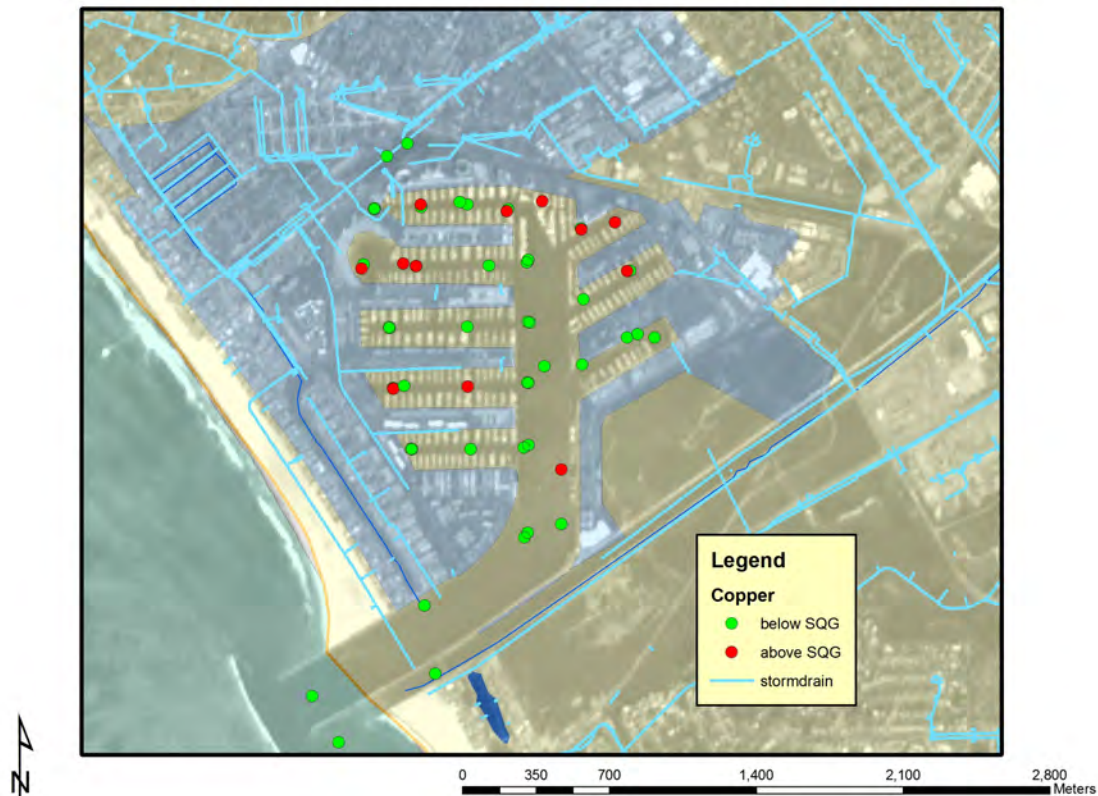 Legend
Copper
below SQG
above SQG
stormdrain
N
0 350 700 1,400 2,100 2,800
Meters